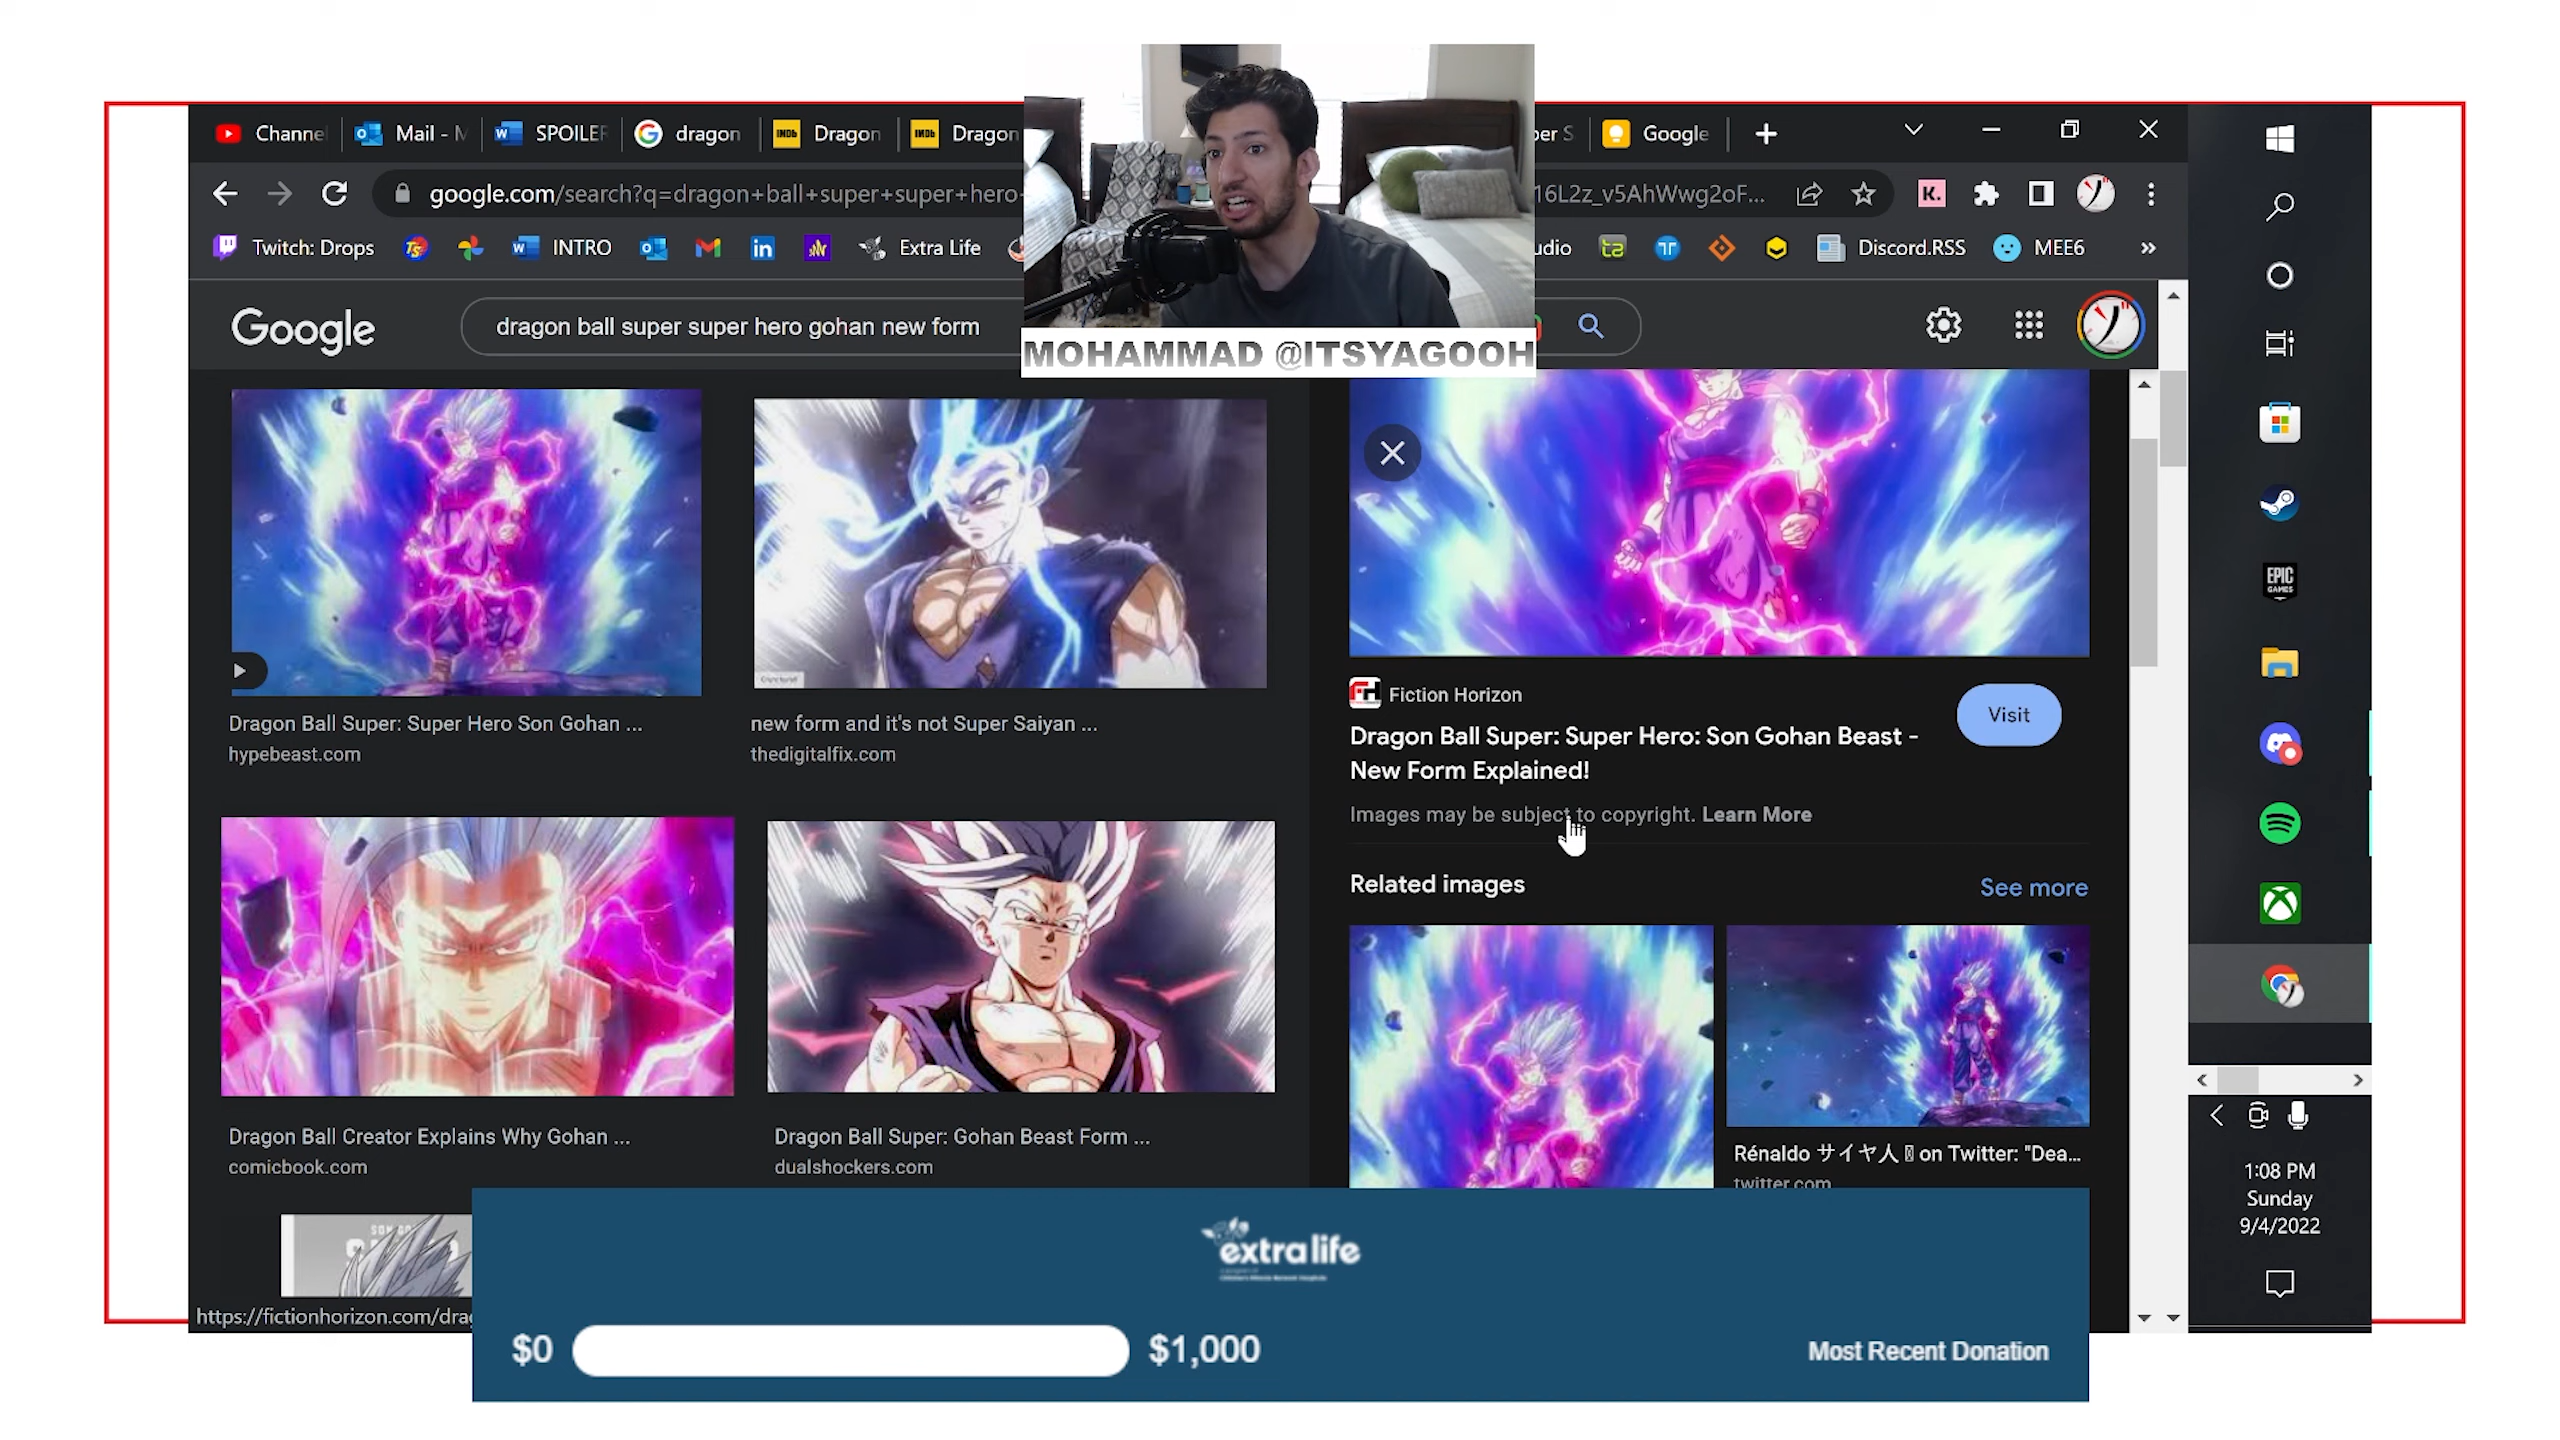 Channe
Mail - M
SPOILER
dragon
Dragon
Dragon
per S
Google
google.com/search?q=dragon+ball+super+super+hero-
16L2z_v5AhWwg2oF...
Twitch: Drops
INTRO
Extra Life
udio
Discord.RSS
MEE6
Google
dragon ball super super hero gohan new form
MOHAMMAD @ITSYAGOOH
Dragon Ball Super: Super Hero Son Gohan ...
hypebeast.com
new form and it's not Super Saiyan ...
thedigitalfix.com
Dragon Ball Creator Explains Why Gohan ...
comicbook.com
Dragon Ball Super: Gohan Beast Form ...
dualshockers.com
Fiction Horizon
Visit
Dragon Ball Super: Super Hero: Son Gohan Beast -
New Form Explained!
Images may be subject to copyright. Learn More
Related images
See more
Rénaldo サイヤ人 on Twitter: "Dea...
twitter.com
EPIC
GAMES
1:08 PM
Sunday
9/4/2022
https://fictionhorizon.com/drag
extralife
$0
$1,000
Most Recent Donation